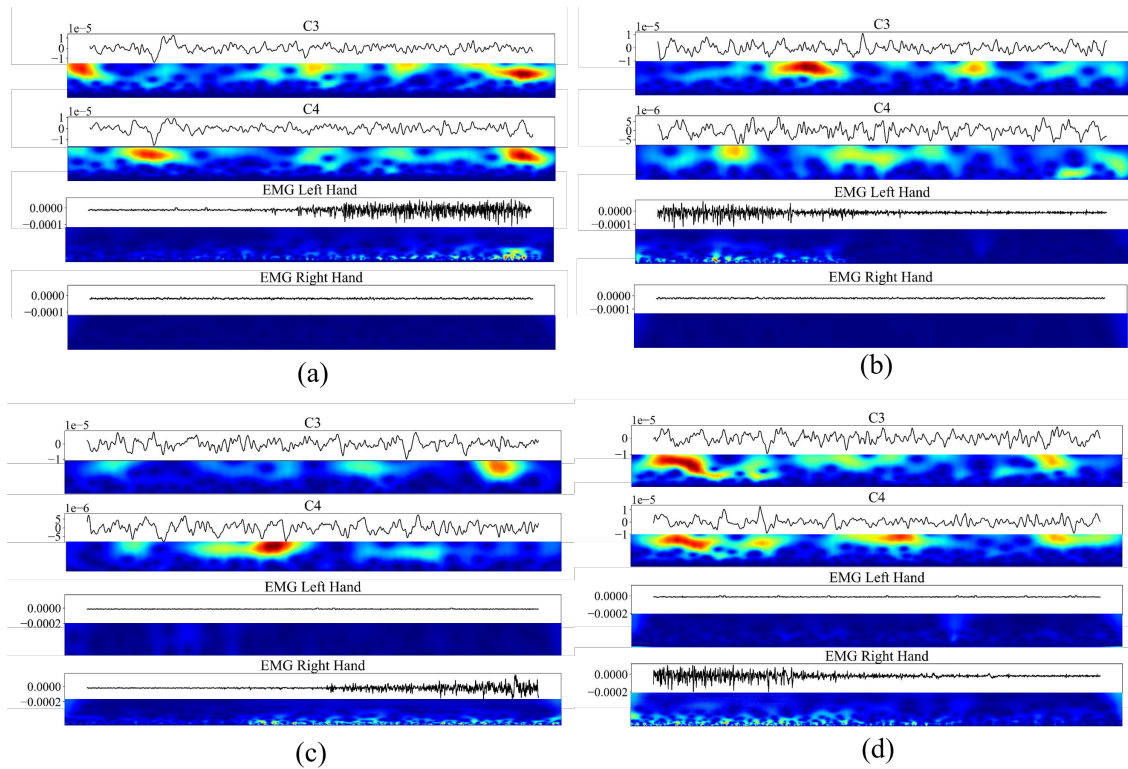 C3
1e−5
1
0
−1
C4
1e−5
1
0
−1
EMG Left Hand
0.0000
−0.0001
EMG Right Hand
0.0000
−0.0001
(a)
C3
1e−5
1
0
−1
C4
1e−6
5
0
−5
EMG Left Hand
0.0000
−0.0001
EMG Right Hand
0.0000
−0.0001
(b)
C3
1e−5
0
−1
C4
1e−6
5
0
−5
EMG Left Hand
0.0000
−0.0002
EMG Right Hand
0.0000
−0.0002
(c)
C3
1e−5
0
−1
C4
1e−5
1
0
−1
EMG Left Hand
0.0000
−0.0002
EMG Right Hand
0.0000
−0.0002
(d)